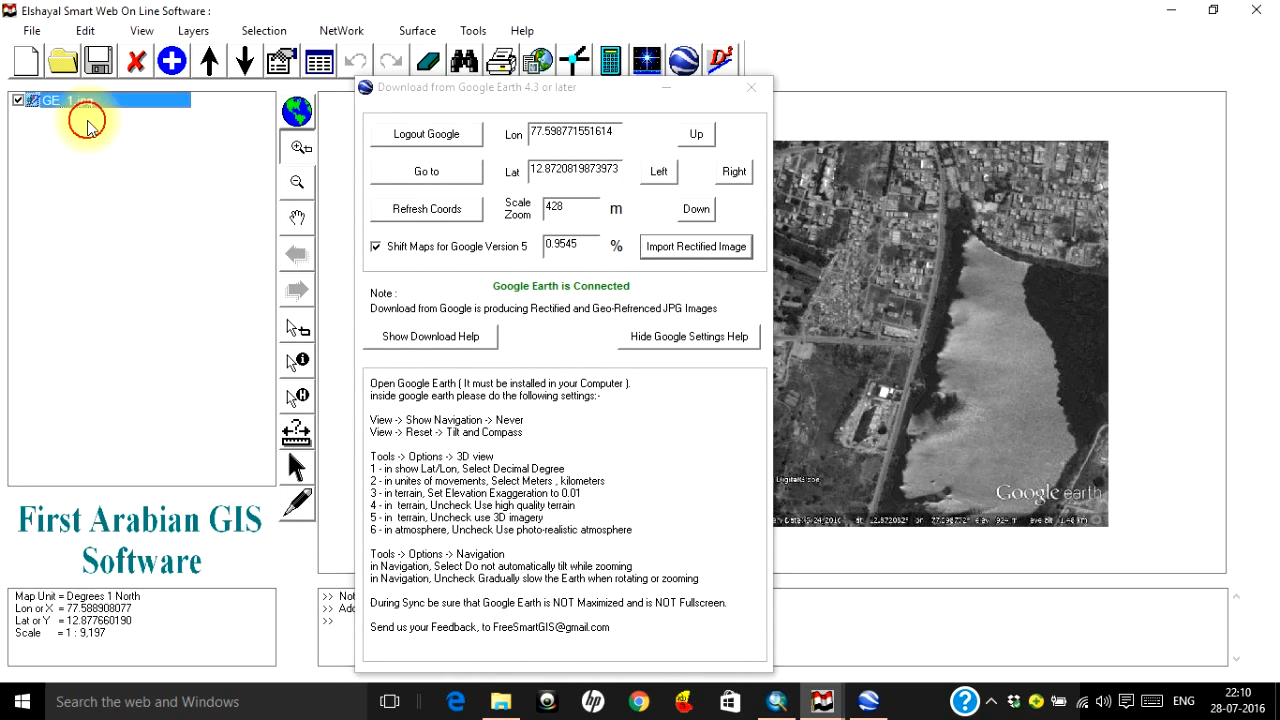 Elshayal Smart Web On Line Software :
File Edit View Layers Selection NetWork Surface Tools Help
Download from Google Earth 4.3 or later
GE_1.jpg
Logout Google Lon 77.598771551614 Up
Go to Lat 12.8720819873973 Left Right
Refresh Coords Scale Zoom 428 m Down
Shift Maps for Google Version 5 0.9545 % Import Rectified Image
Google Earth is Connected
Note :
Download from Google is producing Rectified and Geo-Refrenced JPG Images
Show Download Help Hide Google Settings Help
Open Google Earth ( It must be installed in your Computer ).
inside google earth please do the following settings:-
View -> Show Navigation -> Never
View -> Reset -> Tilt and Compass
Tools -> Options -> 3D view
1 - in show Lat/Lon, Select Decimal Degree
2 - in unites of movements, Select Meters , kilometers
3 - in terrain, Set Elevation Exaggeration to 0.01
4 - in terrain, Uncheck Use high quality terrain
5 - in terrain, Uncheck use 3D imagery
6 - in atmosphere, Uncheck Use photo-realistic atmosphere
Tools -> Options -> Navigation
in Navigation, Select Do not automatically tilt while zooming
in Navigation, Uncheck Gradually slow the Earth when rotating or zooming
During Sync be sure that Google Earth is NOT Maximized and is NOT Fullscreen.
Send us your Feedback, to FreeSmartGIS@gmail.com
Google earth
First Arabian GIS
Software
Map Unit = Degrees 1 North
Lon or X = 77.588908077
Lat or Y = 12.877660190
Scale = 1 : 9,197
>> Not
>> Add
>>
Search the web and Windows
ENG
22:10
28-07-2016